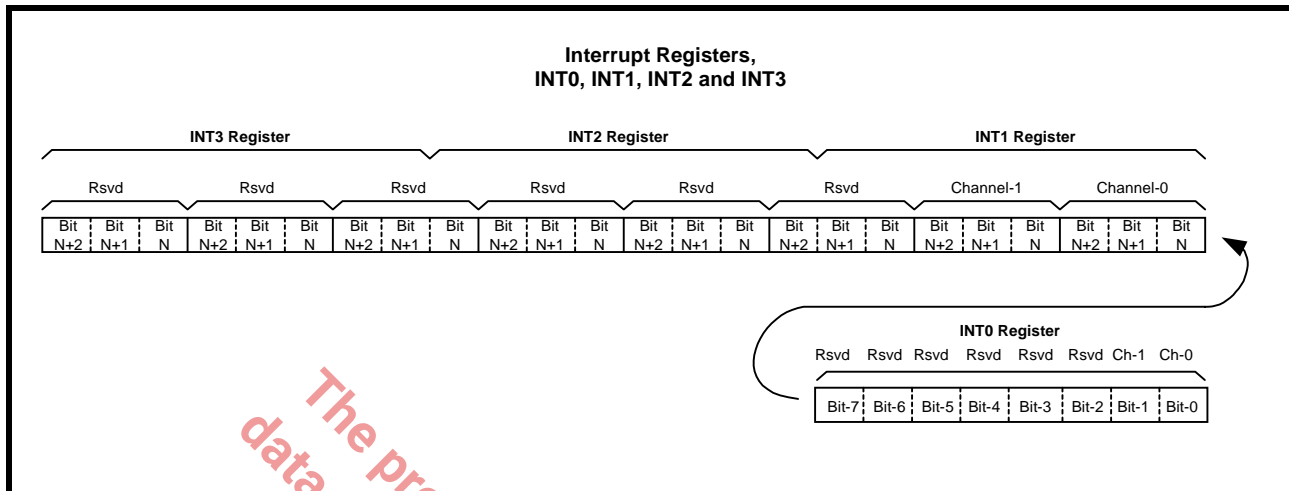 Interrupt Registers,
INT0, INT1, INT2 and INT3
INT3 Register INT2 Register INT1 Register
Rsvd Rsvd Rsvd Rsvd Rsvd Rsvd Channel-1 Channel-0
Bit Bit Bit Bit Bit Bit Bit Bit Bit Bit Bit Bit Bit Bit Bit Bit Bit Bit Bit Bit Bit Bit Bit Bit
N+2 N+1 N N+2 N+1 N N+2 N+1 N N+2 N+1 N N+2 N+1 N N+2 N+1 N N+2 N+1 N N+2 N+1 N
INT0 Register
Rsvd Rsvd Rsvd Rsvd Rsvd Rsvd Ch-1 Ch-0
Bit-7 Bit-6 Bit-5 Bit-4 Bit-3 Bit-2 Bit-1 Bit-0
The
data